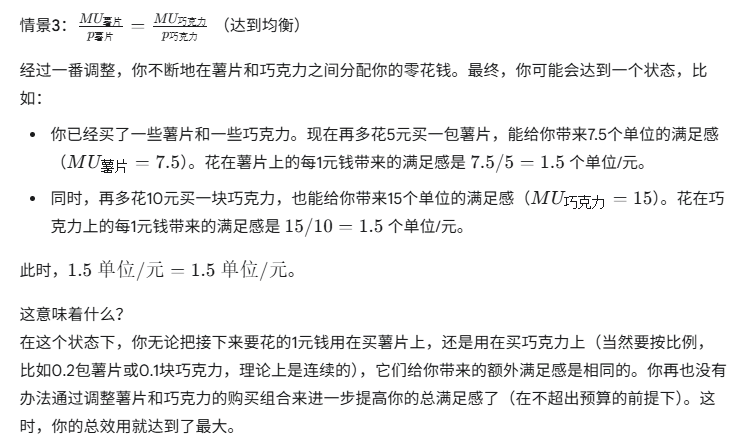 情景3：MU薯片/p薯片 = MU巧克力/p巧克力 （达到均衡）
经过一番调整，你不断地在薯片和巧克力之间分配你的零花钱。最终，你可能会达到一个状态，比
如：
• 你已经买了一些薯片和一些巧克力。现在再多花5元买一包薯片，能给你带来7.5个单位的满足感
（MU薯片 = 7.5）。花在薯片上的每1元钱带来的满足感是 7.5/5 = 1.5 个单位/元。
• 同时，再多花10元买一块巧克力，也能给你带来15个单位的满足感（MU巧克力 = 15）。花在巧
克力上的每1元钱带来的满足感是 15/10 = 1.5 个单位/元。
此时，1.5 单位/元 = 1.5 单位/元。
这意味着什么？
在这个状态下，你无论把接下来要花的1元钱用在买薯片上，还是用在买巧克力上（当然要按比例，
比如0.2包薯片或0.1块巧克力，理论上是连续的），它们给你带来的额外满足感是相同的。你再也没有
办法通过调整薯片和巧克力的购买组合来进一步提高你的总满足感了（在不超出预算的前提下）。这
时，你的总效用就达到了最大。